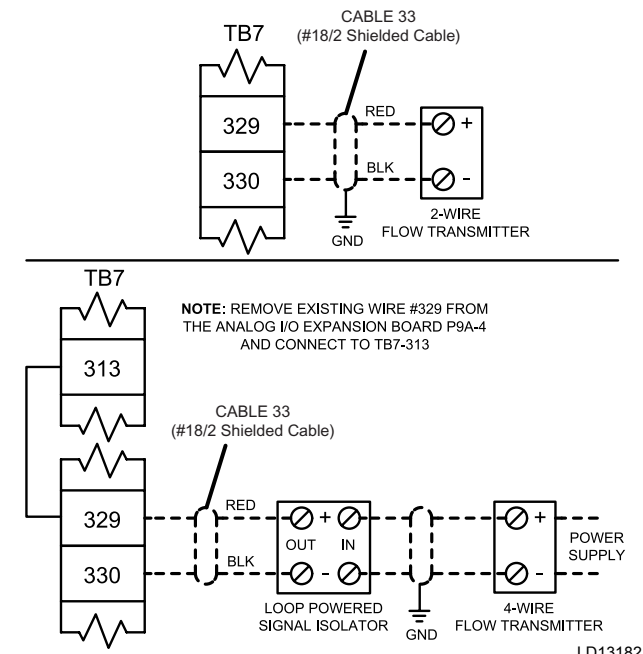 TB7
CABLE 33
(#18/2 Shielded Cable)
329
RED
+
330
BLK
-
GND
2-WIRE
FLOW TRANSMITTER
TB7
NOTE: REMOVE EXISTING WIRE #329 FROM
THE ANALOG I/O EXPANSION BOARD P9A-4
AND CONNECT TO TB7-313
313
CABLE 33
(#18/2 Shielded Cable)
329
RED
+
OUT IN
+
POWER
SUPPLY
330
BLK
-
-
LOOP POWERED
SIGNAL ISOLATOR
GND
4-WIRE
FLOW TRANSMITTER
LD13182